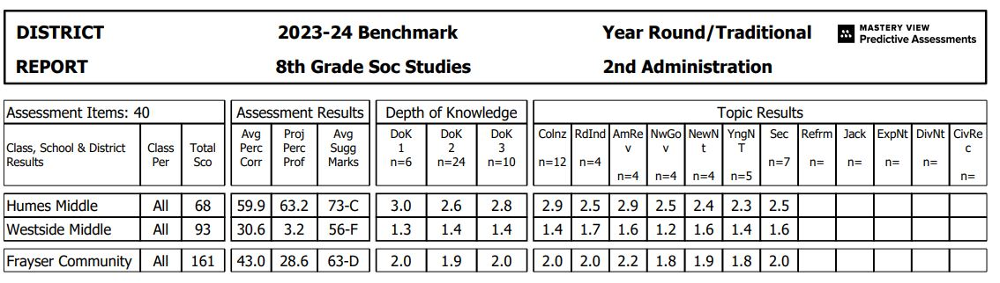 DISTRICT 2023-24 Benchmark Year Round/Traditional MASTERY VIEW
Predictive Assessments
REPORT 8th Grade Soc Studies 2nd Administration
Assessment Items: 40 Assessment Results Depth of Knowledge Topic Results
Class, School & District Results Class Per Total Sco Avg Perc Corr Proj Perc Prof Avg Sugg Marks DoK 1 n=6 DoK 2 n=24 DoK 3 n=10 Colnz n=12 RdInd n=4 AmRev n=4 NwGov n=4 NewNt n=4 YngNT n=5 Sec n=7 Refrm n= Jack n= ExpNt n= DivNt n= CivRec n=
Humes Middle All 68 59.9 63.2 73-C 3.0 2.6 2.8 2.9 2.5 2.9 2.5 2.4 2.3 2.5
Westside Middle All 93 30.6 3.2 56-F 1.3 1.4 1.4 1.4 1.7 1.6 1.2 1.6 1.4 1.6
Frayser Community All 161 43.0 28.6 63-D 2.0 1.9 2.0 2.0 2.0 2.2 1.8 1.9 1.8 2.0